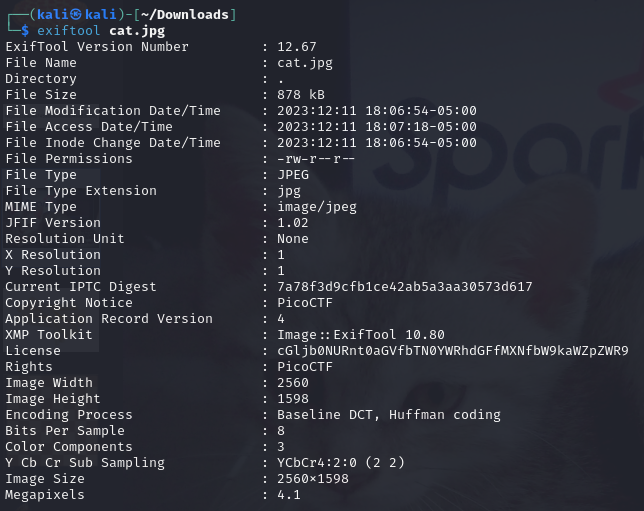 ┌──(kali㉿kali)-[~/Downloads]
└─$ exiftool cat.jpg
ExifTool Version Number : 12.67
File Name : cat.jpg
Directory : .
File Size : 878 kB
File Modification Date/Time : 2023:12:11 18:06:54-05:00
File Access Date/Time : 2023:12:11 18:07:18-05:00
File Inode Change Date/Time : 2023:12:11 18:06:54-05:00
File Permissions : -rw-r--r--
File Type : JPEG
File Type Extension : jpg
MIME Type : image/jpeg
JFIF Version : 1.02
Resolution Unit : None
X Resolution : 1
Y Resolution : 1
Current IPTC Digest : 7a78f3d9cfb1ce42ab5a3aa30573d617
Copyright Notice : PicoCTF
Application Record Version : 4
XMP Toolkit : Image::ExifTool 10.80
License : cGljb0NURnt0aGVfbTN0YWRhdGFfMXNfbW9kaWZpZWR9
Rights : PicoCTF
Image Width : 2560
Image Height : 1598
Encoding Process : Baseline DCT, Huffman coding
Bits Per Sample : 8
Color Components : 3
Y Cb Cr Sub Sampling : YCbCr4:2:0 (2 2)
Image Size : 2560×1598
Megapixels : 4.1